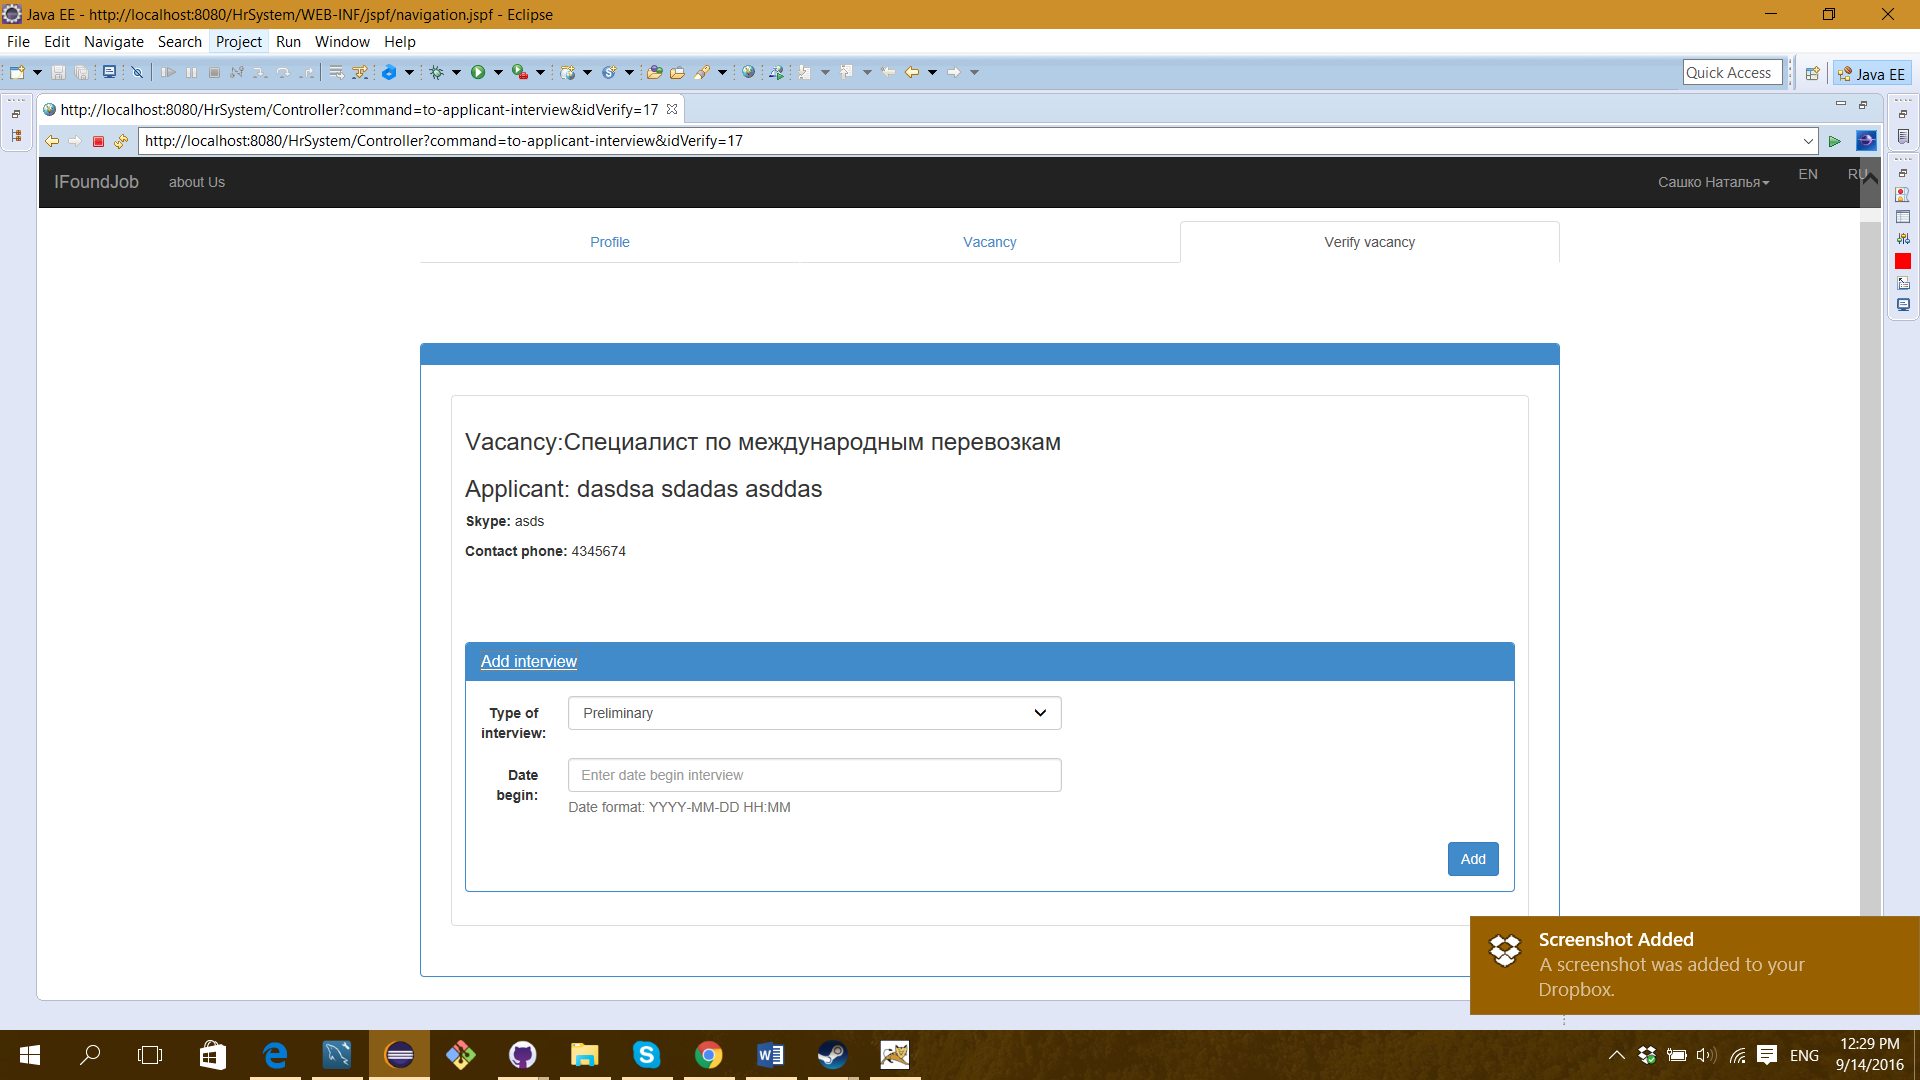 Java EE - http://localhost:8080/HrSystem/WEB-INF/jspf/navigation.jspf - Eclipse
File Edit Navigate Search Project Run Window Help
Quick Access
Java EE
http://localhost:8080/HrSystem/Controller?command=to-applicant-interview&idVerify=17
http://localhost:8080/HrSystem/Controller?command=to-applicant-interview&idVerify=17
IFoundJob about Us Сашко Наталья EN RU
Profile Vacancy Verify vacancy
Vacancy:Специалист по международным перевозкам
Applicant: dasdsa sdadas asddas
Skype: asds
Contact phone: 4345674
Add interview
Type of
interview:
Preliminary
Date
begin:
Enter date begin interview
Date format: YYYY-MM-DD HH:MM
Add
Screenshot Added
A screenshot was added to your
Dropbox.
ENG
12:29 PM
9/14/2016